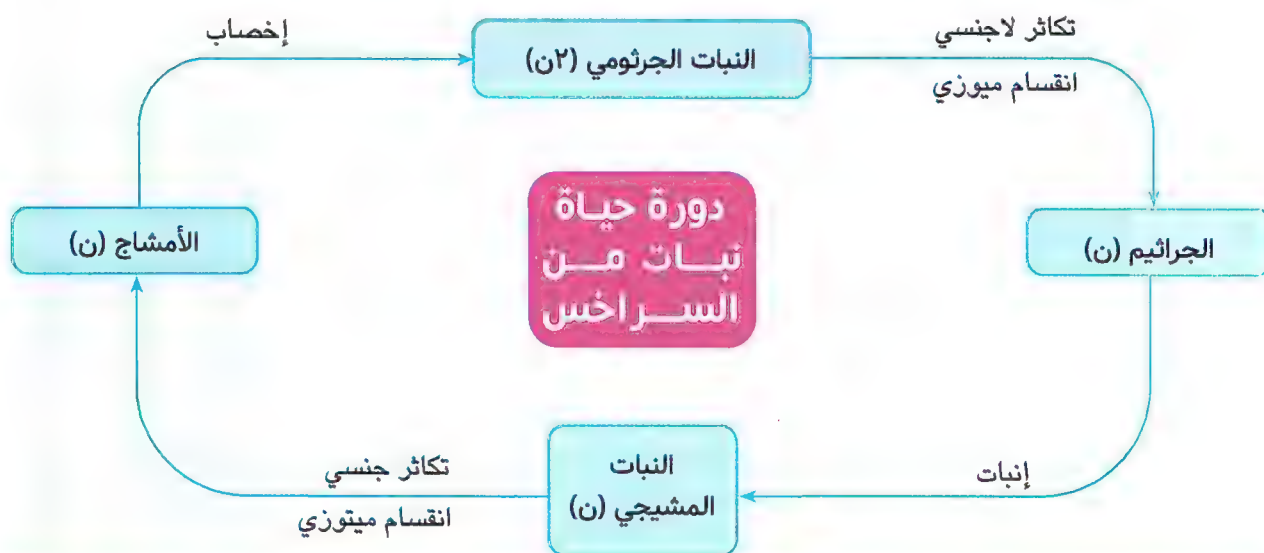 إخصاب
النبات الجرثومي (٢ن)
تكاثر لاجنسي
انقسام ميوزي
دورة حياة
نبات من
السراخس
الأمشاج (ن)
الجراثيم (ن)
النبات
المشيجي (ن)
إنبات
تكاثر جنسي
انقسام ميتوزي